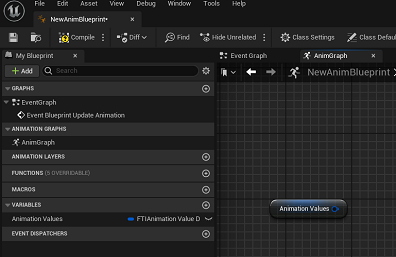 File Edit Asset View Debug Window Tools Help
NewAnimBlueprint•
Compile Diff Find Hide Unrelated Class Settings Class Defau
My Blueprint
Event Graph AnimGraph
Add Search
NewAnimBlueprint
GRAPHS
EventGraph
Event Blueprint Update Animation
ANIMATION GRAPHS
AnimGraph
ANIMATION LAYERS
FUNCTIONS (5 OVERRIDABLE)
MACROS
VARIABLES
Animation Values FTIAnimation Value D
Animation Values
EVENT DISPATCHERS